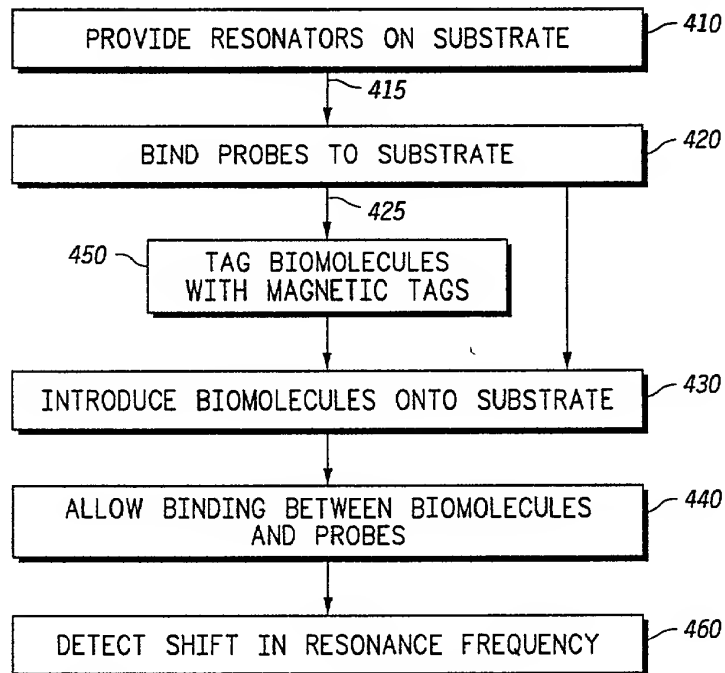 PROVIDE RESONATORS ON SUBSTRATE
410
415
BIND PROBES TO SUBSTRATE
420
425
450
TAG BIOMOLECULES
WITH MAGNETIC TAGS
INTRODUCE BIOMOLECULES ONTO SUBSTRATE
430
ALLOW BINDING BETWEEN BIOMOLECULES
AND PROBES
440
DETECT SHIFT IN RESONANCE FREQUENCY
460